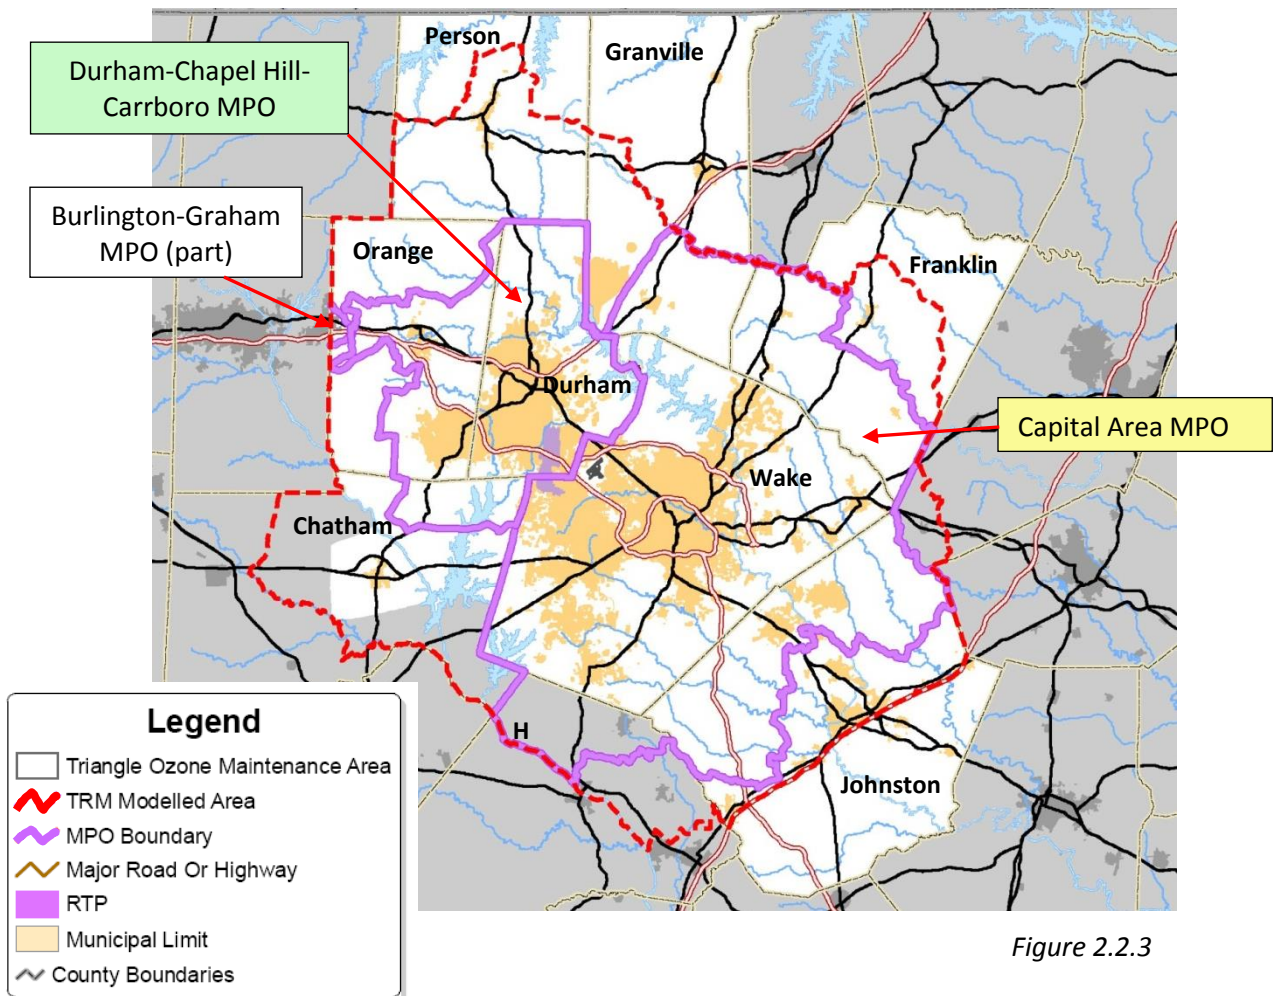 Person
Granville
Durham-Chapel Hill-
Carrboro MPO
Burlington-Graham
MPO (part)
Orange
Franklin
Durham
Capital Area MPO
Wake
Chatham
H
Johnston
Legend
Triangle Ozone Maintenance Area
TRM Modelled Area
MPO Boundary
Major Road Or Highway
RTP
Municipal Limit
County Boundaries
Figure 2.2.3